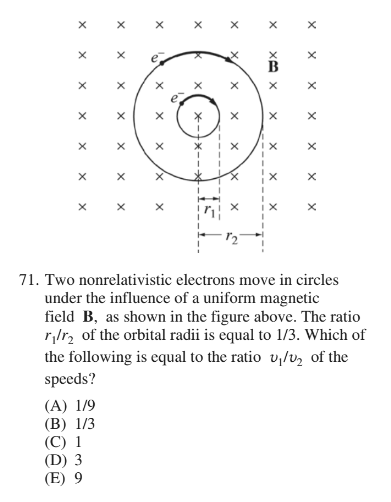 e⁻
B
e⁻
r₁
r₂
71. Two nonrelativistic electrons move in circles
under the influence of a uniform magnetic
field B, as shown in the figure above. The ratio
r₁/r₂ of the orbital radii is equal to 1/3. Which of
the following is equal to the ratio υ₁/υ₂ of the
speeds?
(A) 1/9
(B) 1/3
(C) 1
(D) 3
(E) 9